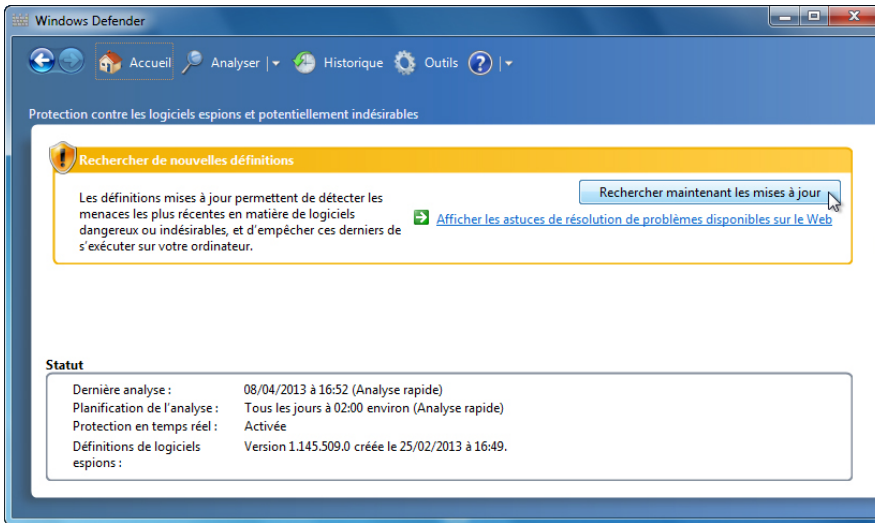 Windows Defender
Accueil Analyser Historique Outils ?
Protection contre les logiciels espions et potentiellement indésirables
Rechercher de nouvelles définitions
Les définitions mises à jour permettent de détecter les
menaces les plus récentes en matière de logiciels
dangereux ou indésirables, et d'empêcher ces derniers de
s'exécuter sur votre ordinateur.
Rechercher maintenant les mises à jour
Afficher les astuces de résolution de problèmes disponibles sur le Web
Statut
Dernière analyse : 08/04/2013 à 16:52 (Analyse rapide)
Planification de l'analyse : Tous les jours à 02:00 environ (Analyse rapide)
Protection en temps réel : Activée
Définitions de logiciels Version 1.145.509.0 créée le 25/02/2013 à 16:49.
espions :